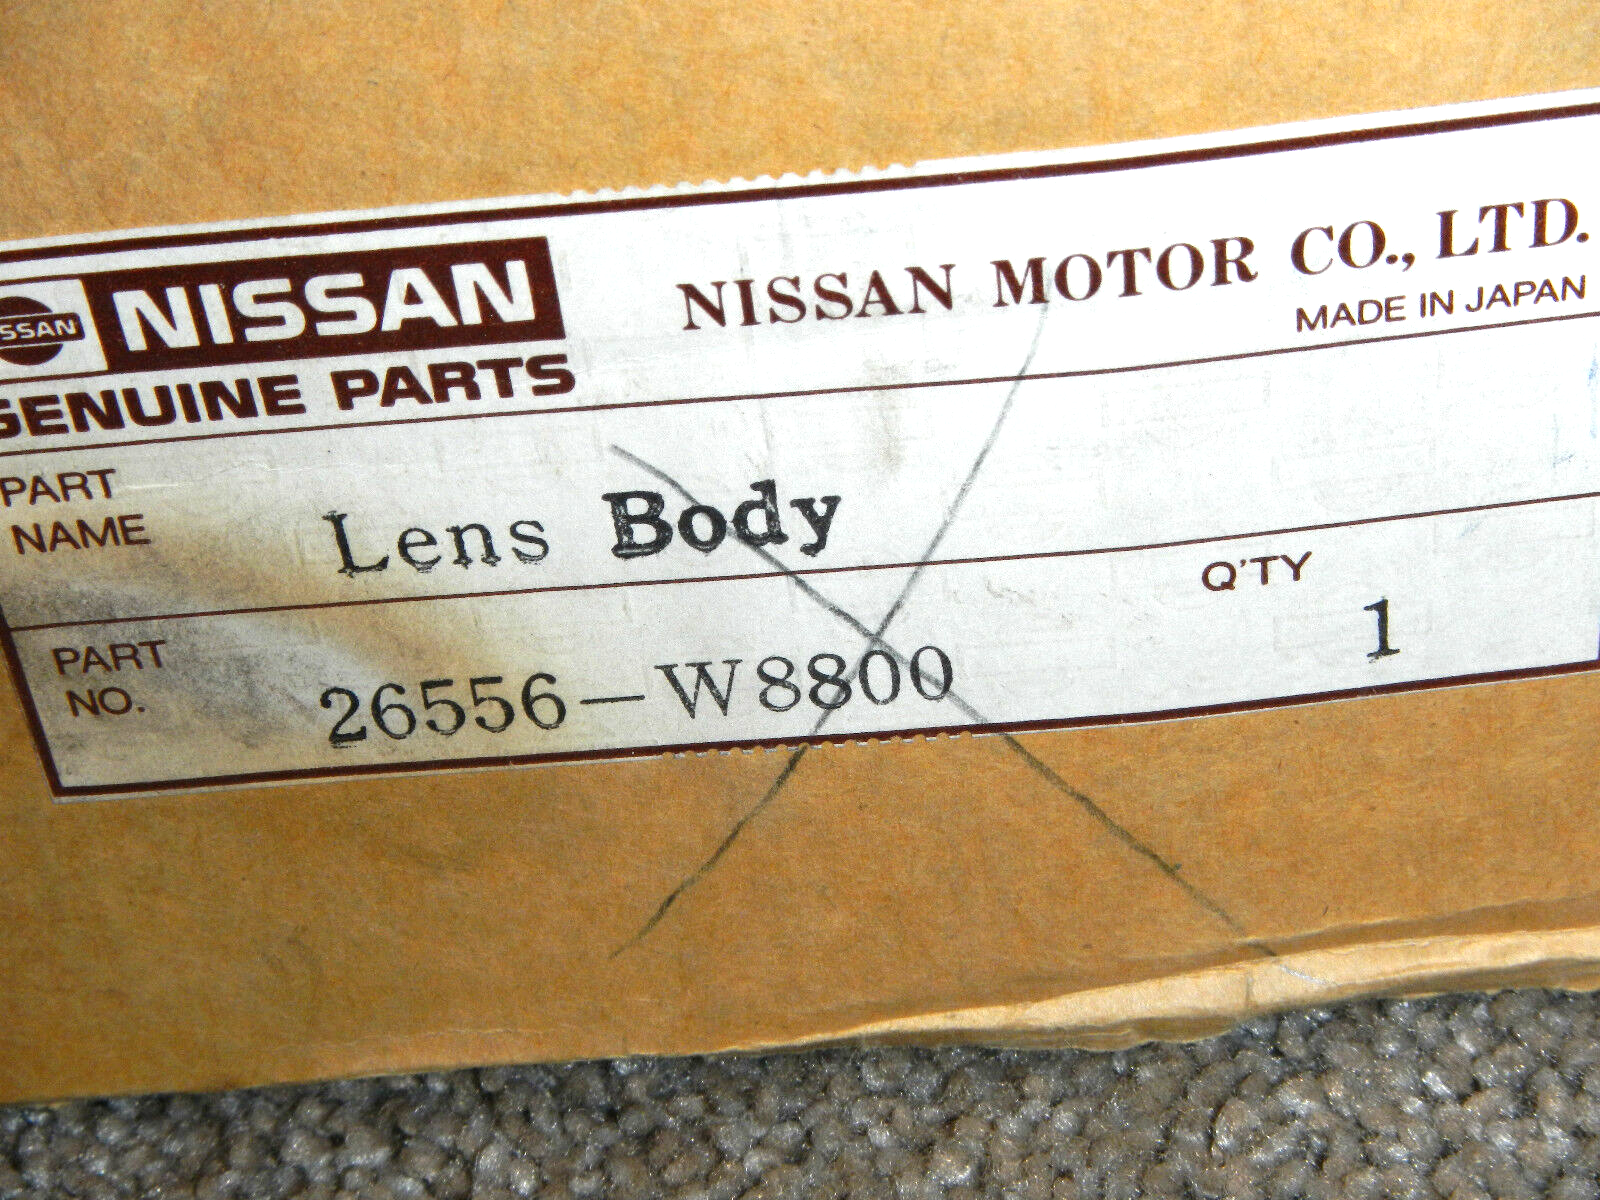 NISSAN
NISSAN MOTOR CO., LTD.
MADE IN JAPAN
SSAN
GENUINE PARTS
PART NAME
Lens Body
PART NO.
26556-W8800
Q'TY
1